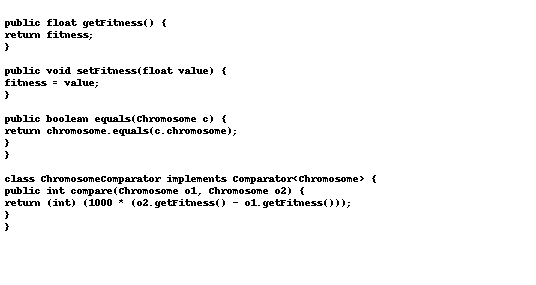 public float getFitness() {
return fitness;
}
public void setFitness(float value) {
fitness = value;
}
public boolean equals(Chromosome c) {
return chromosome.equals(c.chromosome);
}
}
class ChromosomeComparator implements Comparator<Chromosome> {
public int compare(Chromosome o1, Chromosome o2) {
return (int) (1000 * (o2.getFitness() - o1.getFitness()));
}
}